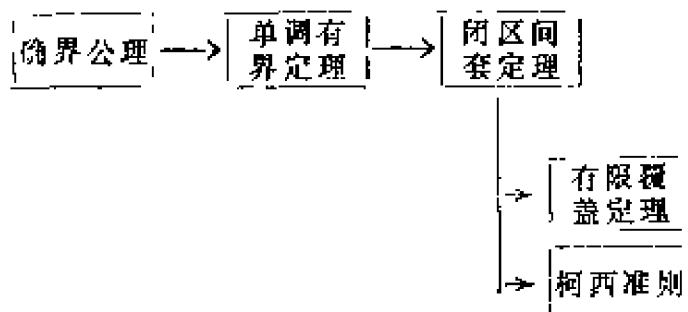 确界公理
单调有
界定理
闭区间
套定理
有限覆
盖定理
柯西准则